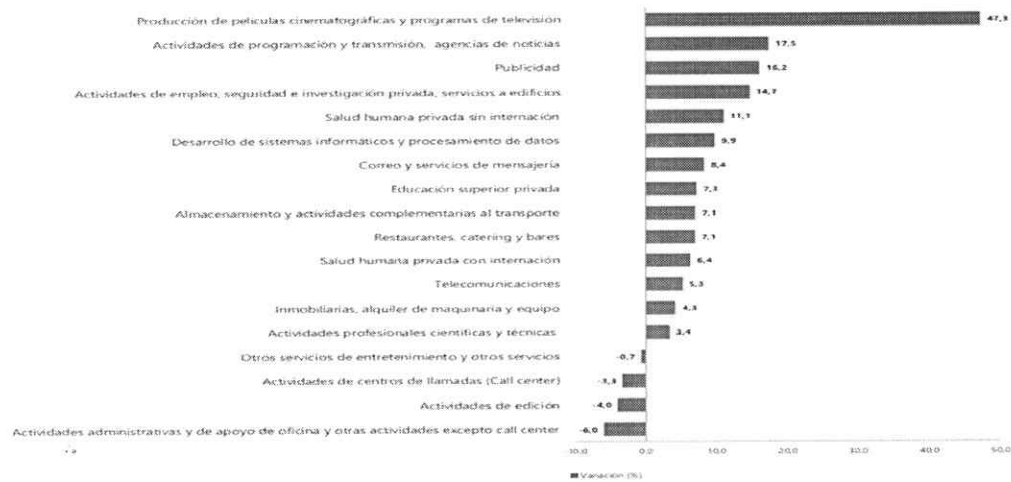 Producción de películas cinematográficas y programas de televisión 47,3
Actividades de programación y transmisión, agencias de noticias 17,5
Publicidad 16,2
Actividades de empleo, seguridad e investigación privada, servicios a edificios 14,7
Salud humana privada sin internación 11,1
Desarrollo de sistemas informáticos y procesamiento de datos 9,9
Correo y servicios de mensajería 8,4
Educación superior privada 7,3
Almacenamiento y actividades complementarias al transporte 7,1
Restaurantes, catering y bares 7,1
Salud humana privada con internación 6,4
Telecomunicaciones 5,3
Inmobiliarias, alquiler de maquinaria y equipo
Actividades profesionales científicas y técnicas 3,4
Otros servicios de entretenimiento y otros servicios -0,7
Actividades de centros de llamadas (Call center) -3,3
Actividades de edición -4,0
Actividades administrativas y de apoyo de oficina y otras actividades excepto call center -6,0
-10,0 0,0 10,0 20,0 30,0 40,0 50,0
Variación (%)